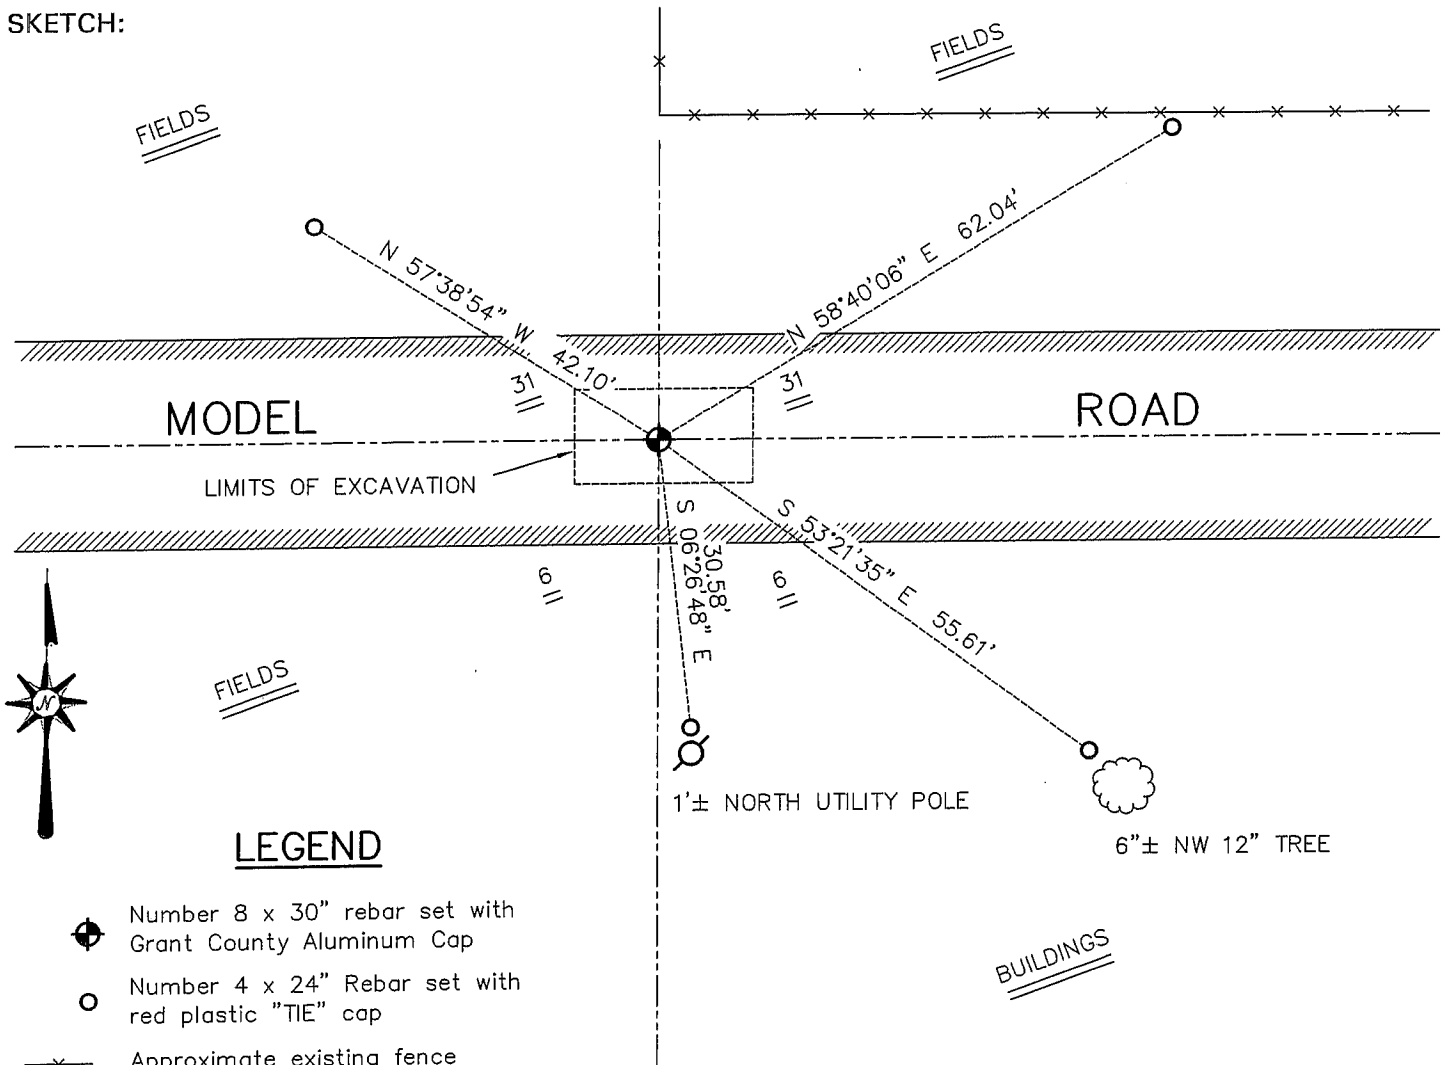 SKETCH:
FIELDS
FIELDS
N 57°38'54" W 42.10'
N 58°40'06" E 62.04'
31
31
MODEL ROAD
LIMITS OF EXCAVATION
S 06°26'48" E
30.58'
S 53°21'35" E 55.61'
6
6
FIELDS
N
1'± NORTH UTILITY POLE
6"± NW 12" TREE
LEGEND
Number 8 x 30" rebar set with
Grant County Aluminum Cap
Number 4 x 24" Rebar set with
red plastic "TIE" cap
Approximate existing fence
BUILDINGS